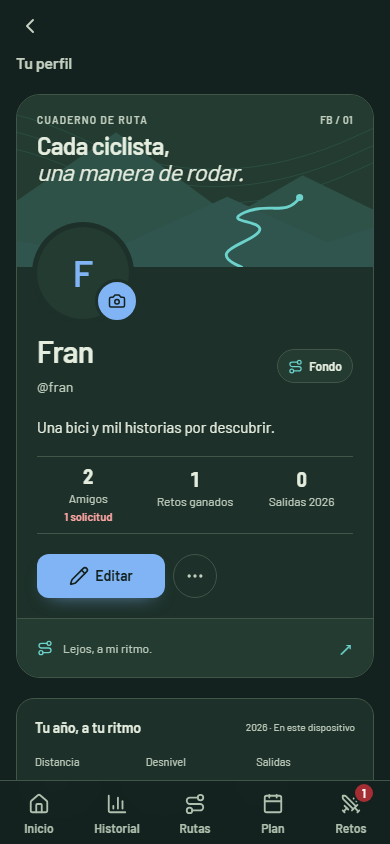 Tu perfil
CUADERNO DE RUTA
FB / 01
Cada ciclista,
una manera de rodar.
F
Fran
@fran
Fondo
Una bici y mil historias por descubrir.
2
Amigos
1 solicitud
1
Retos ganados
0
Salidas 2026
Editar
Lejos, a mi ritmo.
Tu año, a tu ritmo
2026 · En este dispositivo
Distancia
Desnivel
Salidas
1
Inicio
Historial
Rutas
Plan
Retos